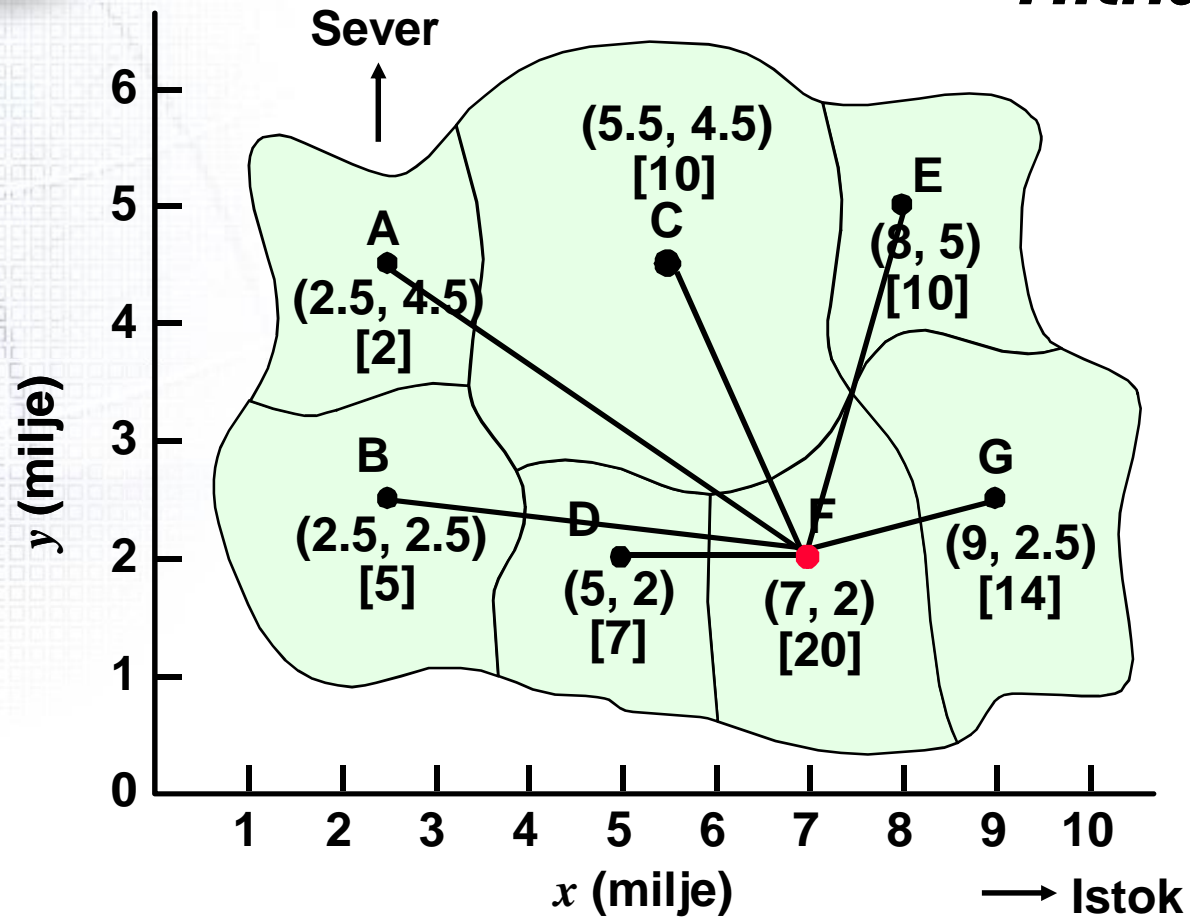 Sever
6
5
4
3
2
1
0
y (milje)
(5.5, 4.5)
[10]
C
E
(8, 5)
[10]
A
(2.5, 4.5)
[2]
B
(2.5, 2.5)
[5]
D
(5, 2)
[7]
F
(7, 2)
[20]
G
(9, 2.5)
[14]
1 2 3 4 5 6 7 8 9 10
x (milje)
Istok